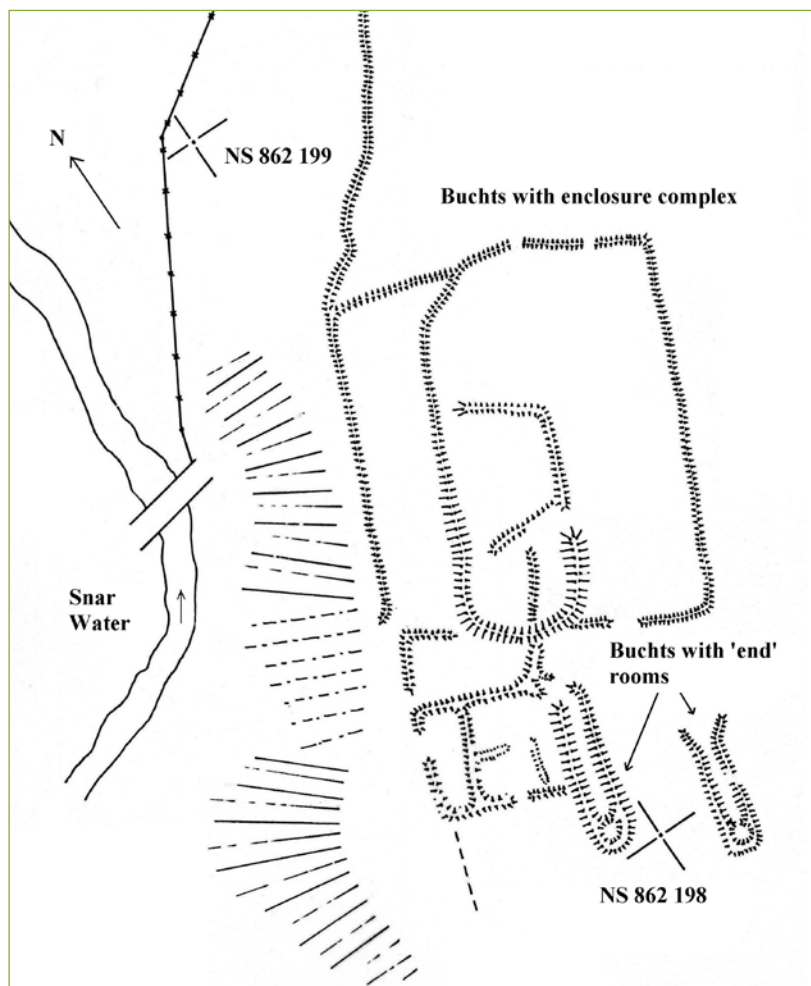 N
NS 862 199
Buchts with enclosure complex
Snar
Water
Buchts with 'end'
rooms
NS 862 198